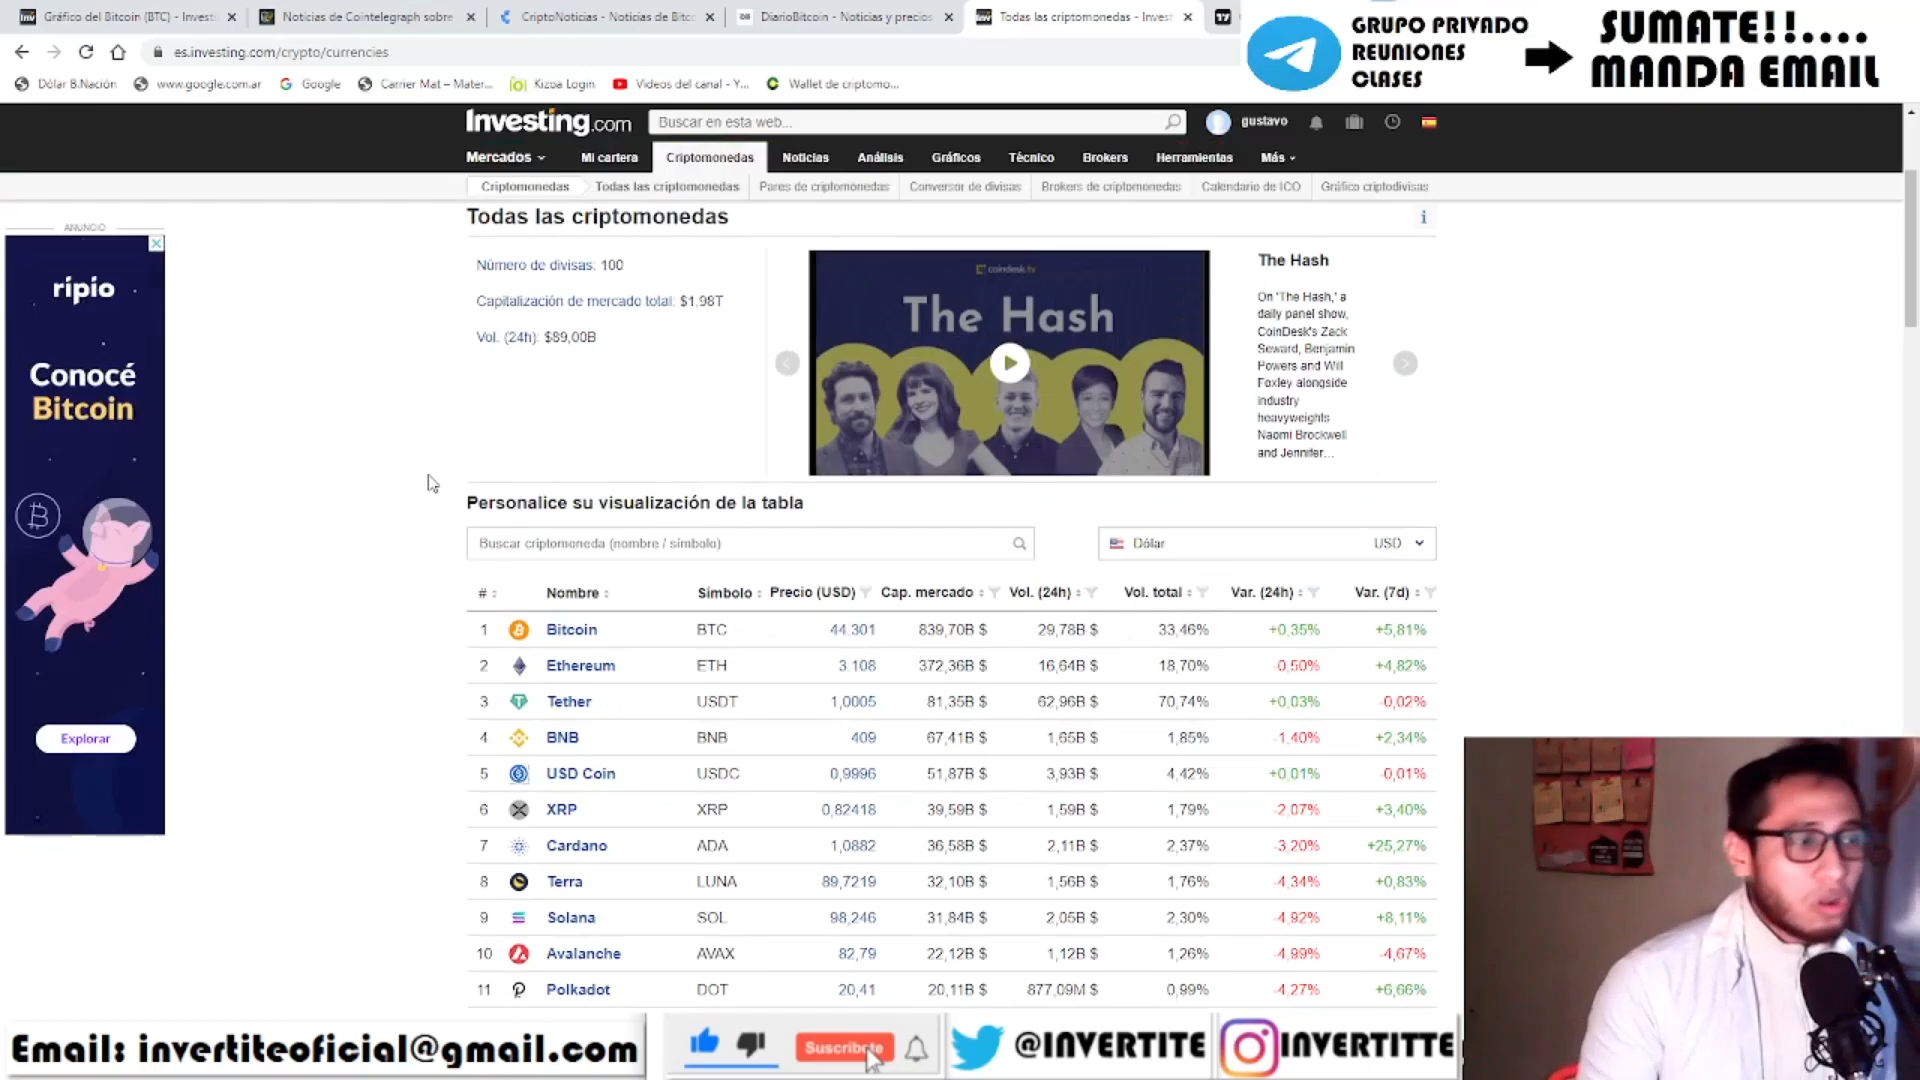 Gráfico del Bitcoin (BTC) - Investi
Noticias de Cointelegraph sobre
CriptoNoticias - Noticias de Bitco
DiarioBitcoin - Noticias y precios
Todas las criptomonedas - Invest
es.investing.com/crypto/currencies
Dólar B.Nación
www.google.com.ar
Google
Carrier Mat – Mater...
Kizoa Login
Videos del canal - Y...
Wallet de criptomo...
GRUPO PRIVADO
REUNIONES
CLASES
SUMATE!!....
MANDA EMAIL
Investing.com
Buscar en esta web...
gustavo
Mercados
Mi cartera
Criptomonedas
Noticias
Análisis
Gráficos
Técnico
Brokers
Herramientas
Más
Criptomonedas
Todas las criptomonedas
Pares de criptomonedas
Conversor de divisas
Brokers de criptomonedas
Calendario de ICO
Gráfico criptodivisas
Todas las criptomonedas
ANUNCIO
ripio
Conocé
Bitcoin
Explorar
Número de divisas: 100
Capitalización de mercado total: $1,98T
Vol. (24h): $89,00B
coindesk tv
The Hash
The Hash
On 'The Hash,' a
daily panel show,
CoinDesk's Zack
Seward, Benjamin
Powers and Will
Foxley alongside
industry
heavyweights
Naomi Brockwell
and Jennifer...
Personalice su visualización de la tabla
Buscar criptomoneda (nombre / símbolo)
Dólar USD
# Nombre Símbolo Precio (USD) Cap. mercado Vol. (24h) Vol. total Var. (24h) Var. (7d)
1 Bitcoin BTC 44.301 839,70B $ 29,78B $ 33,46% +0,35% +5,81%
2 Ethereum ETH 3.108 372,36B $ 16,64B $ 18,70% -0,50% +4,82%
3 Tether USDT 1,0005 81,35B $ 62,96B $ 70,74% +0,03% -0,02%
4 BNB BNB 409 67,41B $ 1,65B $ 1,85% -1,40% +2,34%
5 USD Coin USDC 0,9996 51,87B $ 3,93B $ 4,42% +0,01% -0,01%
6 XRP XRP 0,82418 39,59B $ 1,59B $ 1,79% -2,07% +3,40%
7 Cardano ADA 1,0882 36,58B $ 2,11B $ 2,37% -3,20% +25,27%
8 Terra LUNA 89,7219 32,10B $ 1,56B $ 1,76% -4,34% +0,83%
9 Solana SOL 98,246 31,84B $ 2,05B $ 2,30% -4,92% +8,11%
10 Avalanche AVAX 82,79 22,12B $ 1,12B $ 1,26% -4,99% -4,67%
11 Polkadot DOT 20,41 20,11B $ 877,09M $ 0,99% -4,27% +6,66%
Email: invertiteoficial@gmail.com
Suscribete
@INVERTITE
INVERTITTE